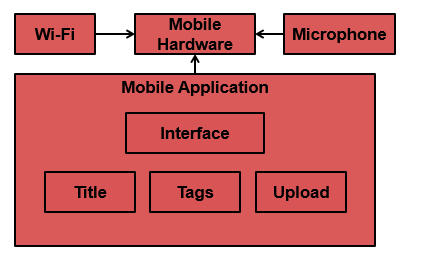 Wi-Fi
Mobile
Hardware
Microphone
Mobile Application
Interface
Title
Tags
Upload